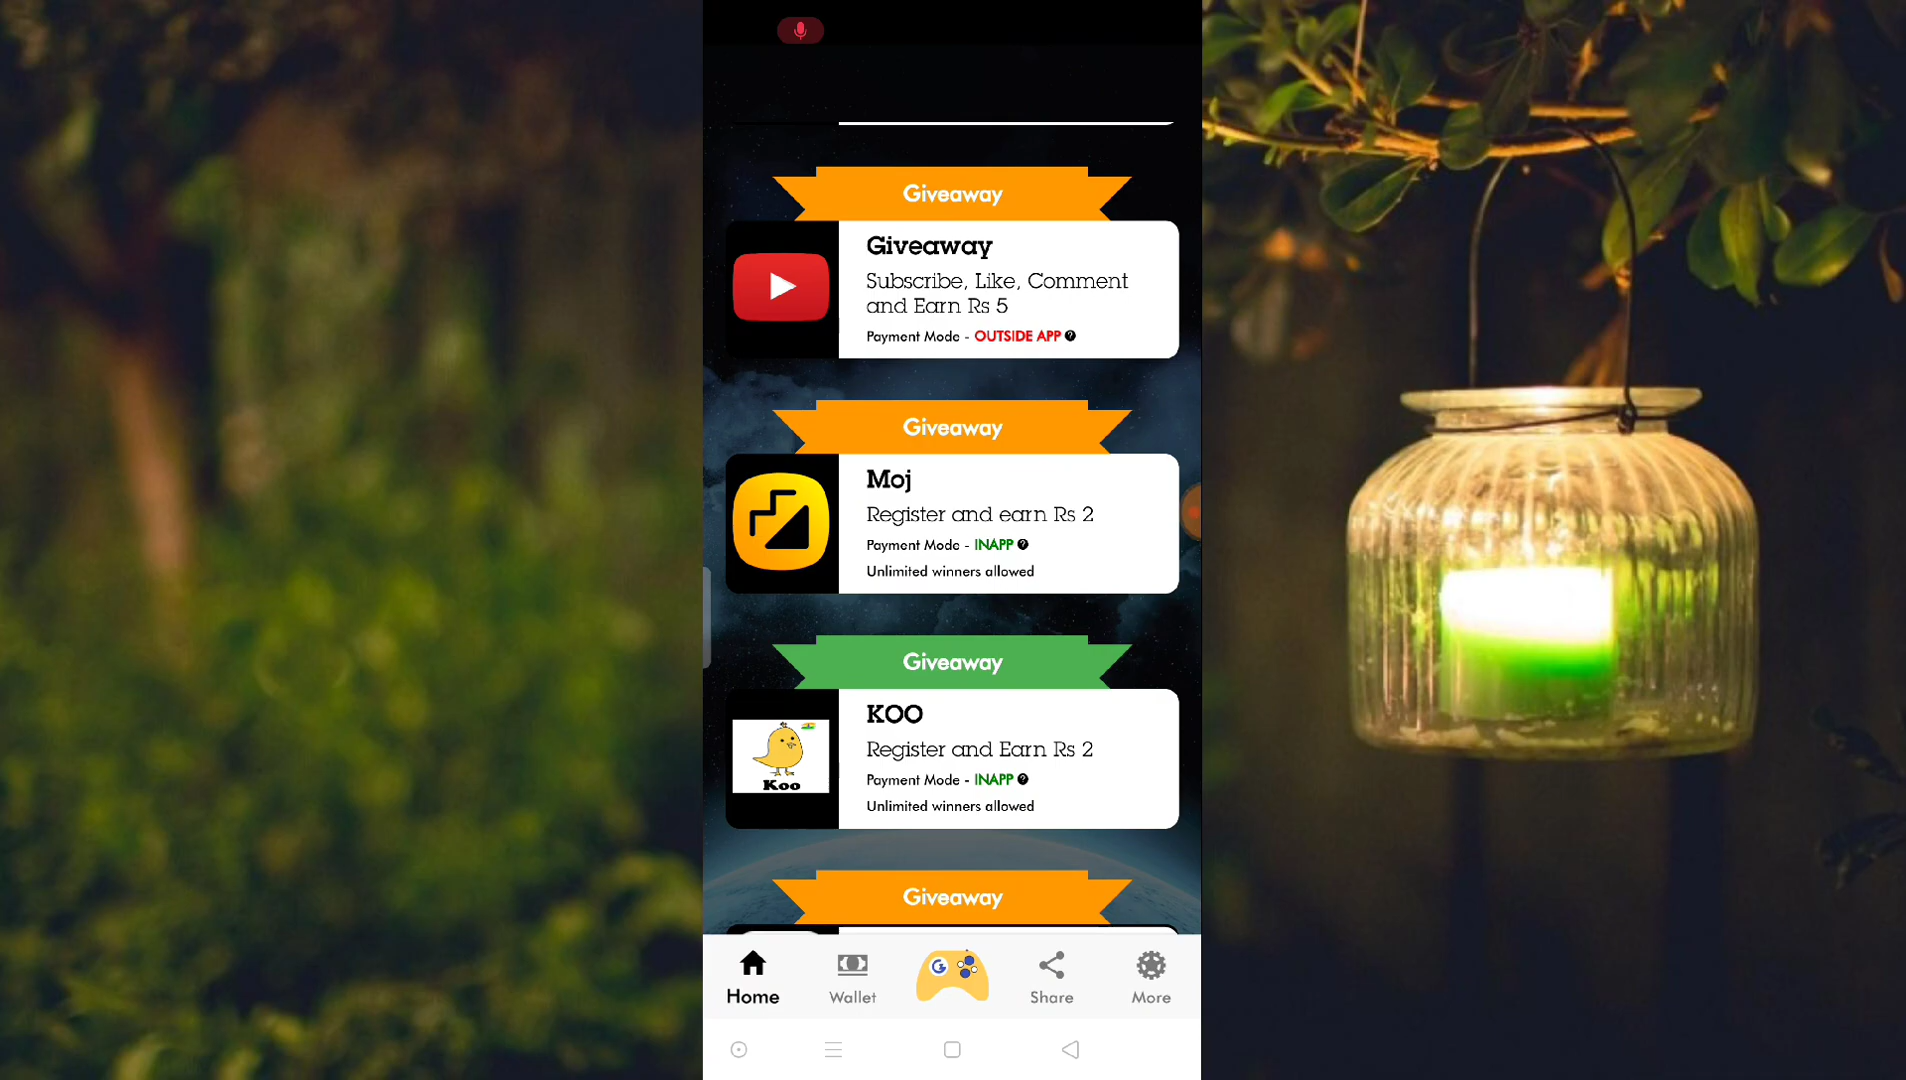 Giveaway
Giveaway
Subscribe, Like, Comment
and Earn Rs 5
Payment Mode - OUTSIDE APP ?
Giveaway
Moj
Register and earn Rs 2
Payment Mode - INAPP ?
Unlimited winners allowed
Giveaway
KOO
Register and Earn Rs 2
Payment Mode - INAPP ?
Unlimited winners allowed
Koo
Giveaway
G
Home
Wallet
Share
More